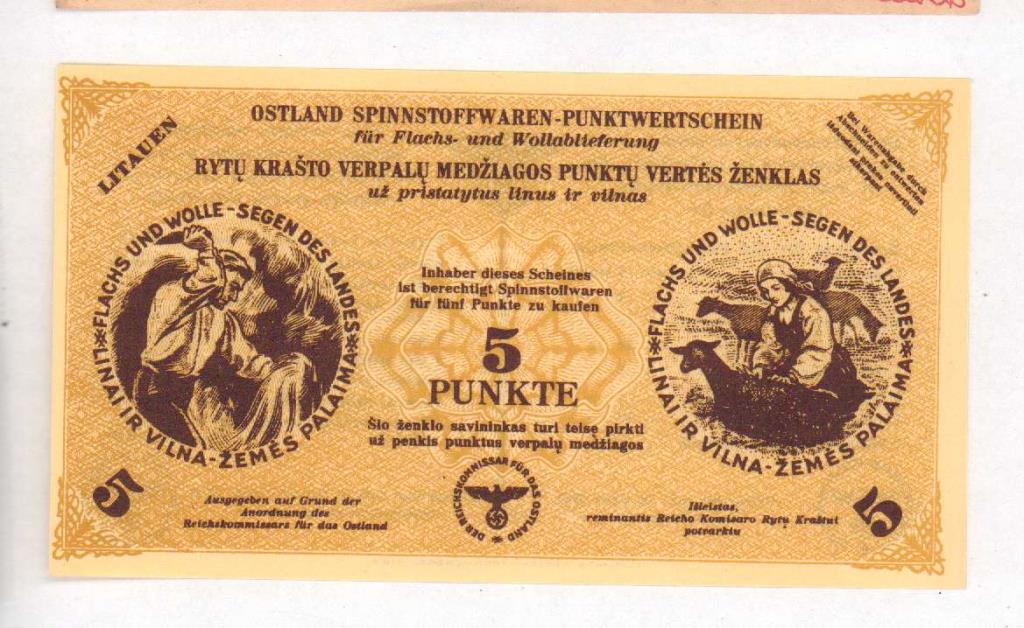 LITAUEN
OSTLAND SPINNSTOFFWAREN-PUNKTWERTSCHEIN
für Flachs- und Wollablieferung
RYTŲ KRAŠTO VERPALŲ MEDŽIAGOS PUNKTŲ VERTĖS ŽENKLAS
už pristatytus linus ir vilnas
Bei Warenabgabe durch
Abschneiden
FLACHS UND WOLLE-SEGEN DES LANDES
LINAI IR VILNA-ŽEMĖS PALAIMA
Inhaber dieses Scheines
ist berechtigt Spinnstoffwaren
für fünf Punkte zu kaufen
5
PUNKTE
Šio ženklo savininkas turi teisę pirkti
už penkis punktus verpalų medžiagos
FLACHS UND WOLLE-SEGEN DES LANDES
LINAI IR VILNA-ŽEMĖS PALAIMA
5
Ausgegeben auf Grund der
Anordnung des
Reichskommissars für das Ostland
DER REICHSKOMMISSAR FÜR DAS OSTLAND
Išleistas,
remiantis Reicho Komisaro Rytų Kraštui
potvarkiu
5